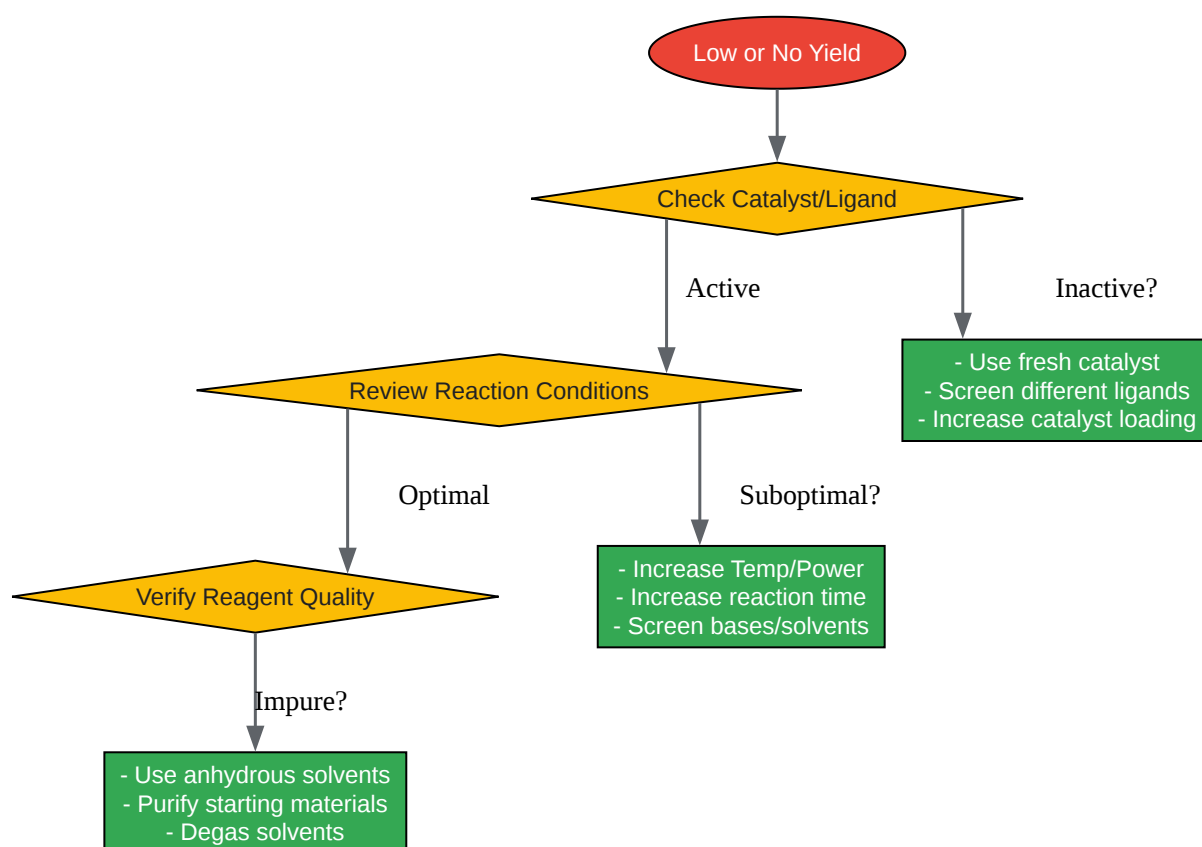 Low or No Yield
Check Catalyst/Ligand
Active
Inactive?
- Use fresh catalyst
- Screen different ligands
- Increase catalyst loading
Review Reaction Conditions
Optimal
Suboptimal?
- Increase Temp/Power
- Increase reaction time
- Screen bases/solvents
Verify Reagent Quality
Impure?
- Use anhydrous solvents
- Purify starting materials
- Degas solvents